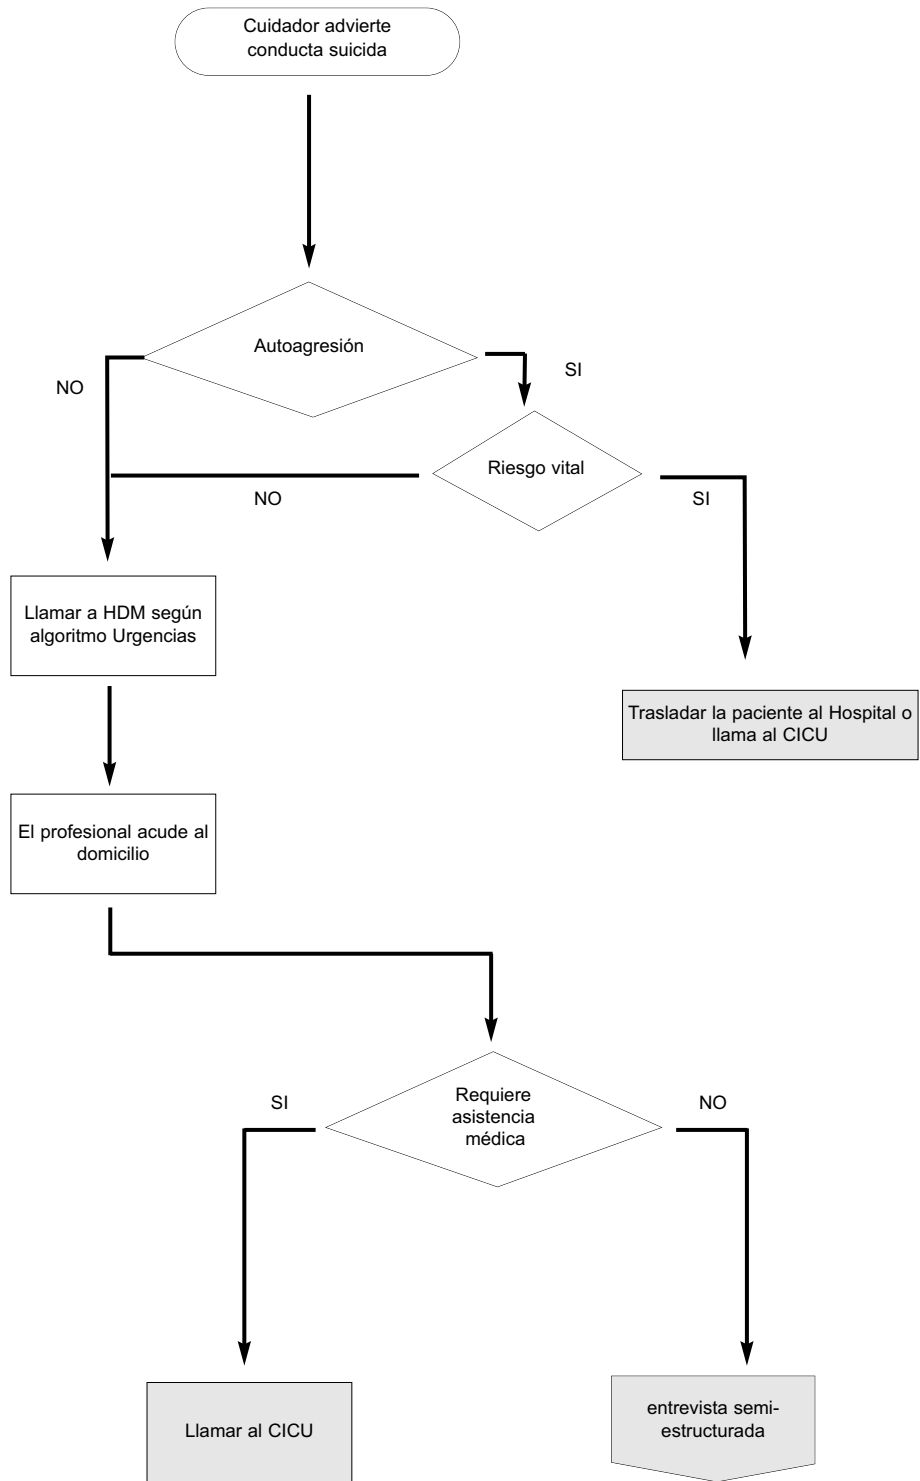 Cuidador advierte
conducta suicida
Autoagresión
NO
SI
Riesgo vital
NO
SI
Llamar a HDM según
algoritmo Urgencias
Trasladar la paciente al Hospital o
llama al CICU
El profesional acude al
domicilio
Requiere
asistencia
médica
SI
NO
Llamar al CICU
entrevista semi-
estructurada